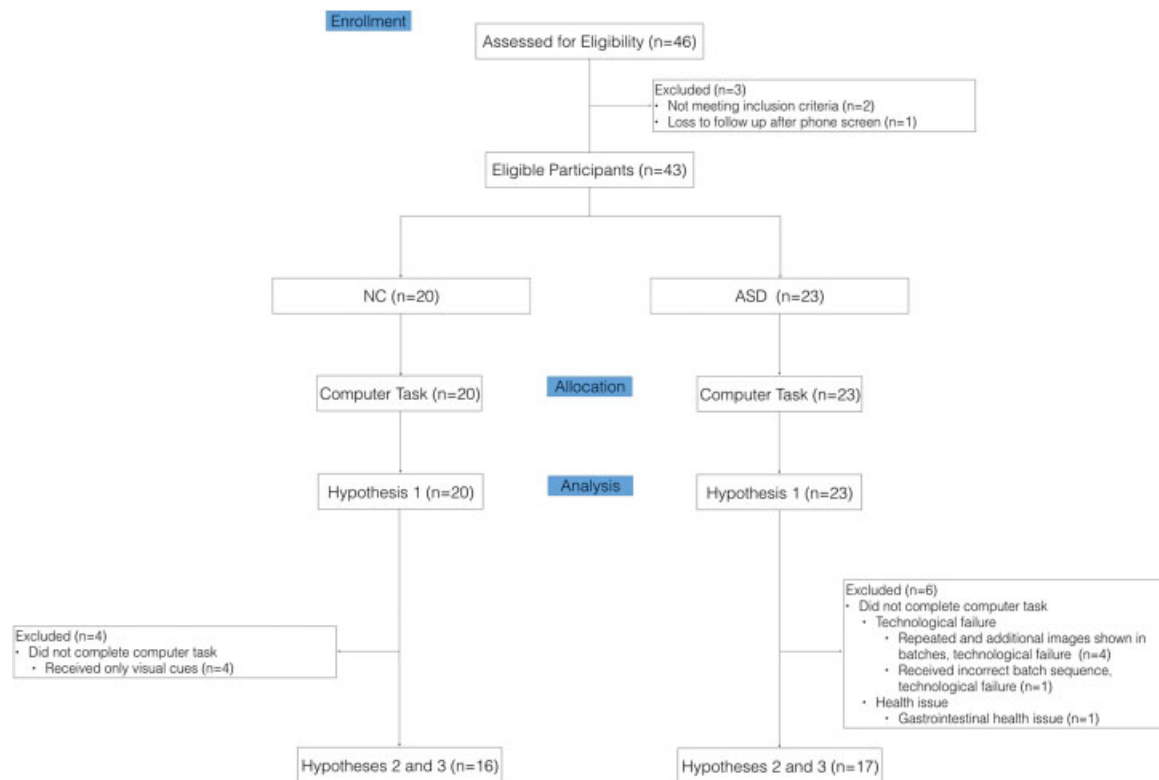 Enrollment
Assessed for Eligibility (n=46)
Excluded (n=3)
• Not meeting inclusion criteria (n=2)
• Loss to follow up after phone screen (n=1)
Eligible Participants (n=43)
NC (n=20)
ASD (n=23)
Computer Task (n=20)
Allocation
Computer Task (n=23)
Hypothesis 1 (n=20)
Analysis
Hypothesis 1 (n=23)
Excluded (n=4)
• Did not complete computer task
• Received only visual cues (n=4)
Excluded (n=6)
• Did not complete computer task
• Technological failure
• Repeated and additional images shown in
batches, technological failure (n=4)
• Received incorrect batch sequence,
technological failure (n=1)
• Health issue
• Gastrointestinal health issue (n=1)
Hypotheses 2 and 3 (n=16)
Hypotheses 2 and 3 (n=17)